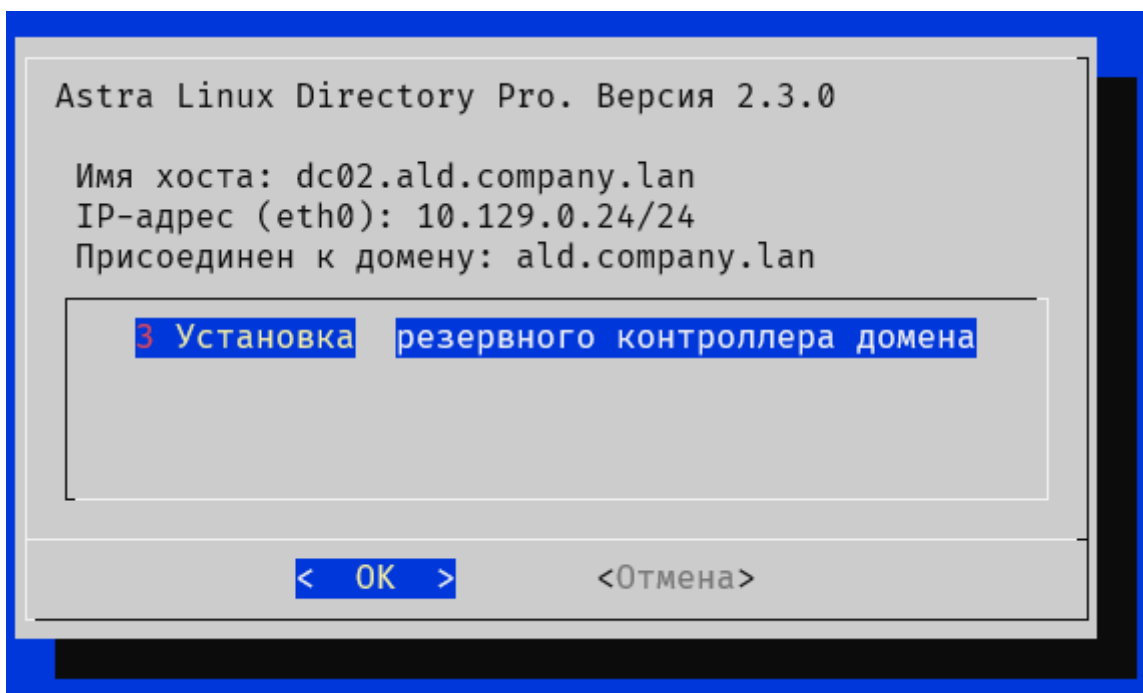 Astra Linux Directory Pro. Версия 2.3.0
Имя хоста: dc02.ald.company.lan
IP-адрес (eth0): 10.129.0.24/24
Присоединен к домену: ald.company.lan
3 Установка резервного контроллера домена
< OK > <Отмена>